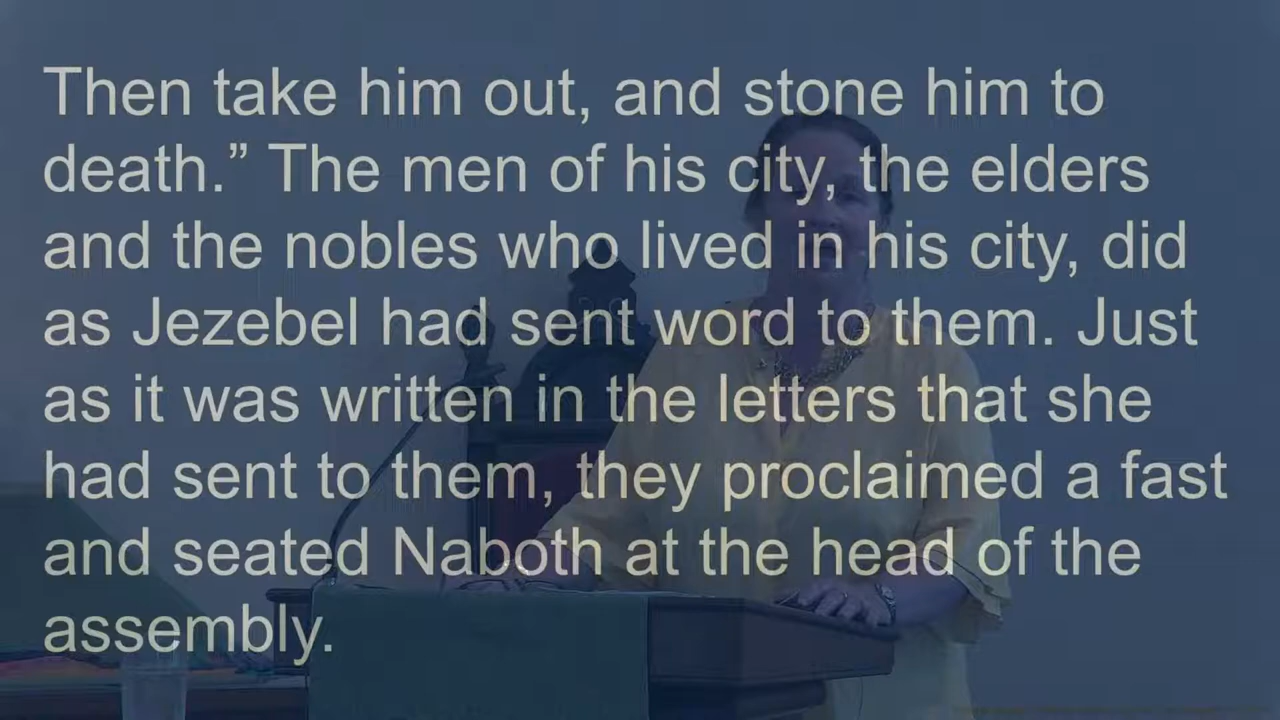 Then take him out, and stone him to
death.” The men of his city, the elders
and the nobles who lived in his city, did
as Jezebel had sent word to them. Just
as it was written in the letters that she
had sent to them, they proclaimed a fast
and seated Naboth at the head of the
assembly.